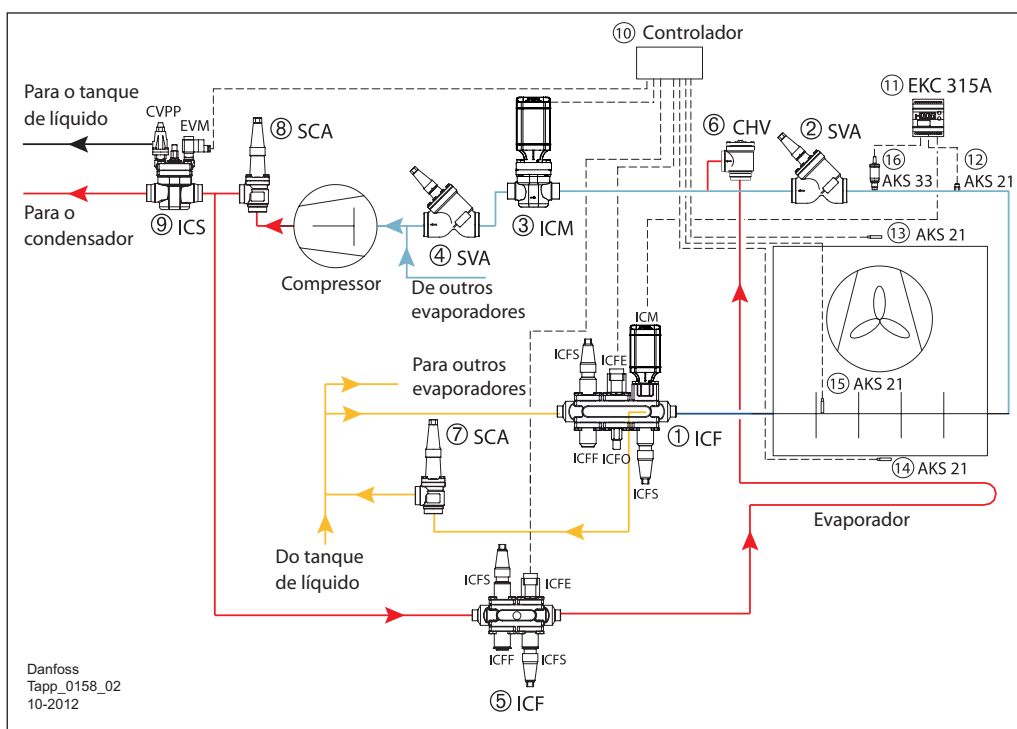 ⑩ Controlador
Para o tanque
de líquido
CVPP
EVM
⑧ SCA
⑪ EKC 315A
⑥ CHV
② SVA
⑯
AKS 33
⑫
AKS 21
Para o
condensador
⑨ ICS
③ ICM
④ SVA
Compressor
⑬ AKS 21
De outros
evaporadores
ICM
ICFS
ICFE
Para outros
evaporadores
⑮ AKS 21
⑦ SCA
① ICF
ICFF
ICFO
ICFS
⑭ AKS 21
Evaporador
Do tanque
de líquido
ICFS
ICFE
ICFF
ICFS
⑤ ICF
Danfoss
Tapp_0158_02
10-2012